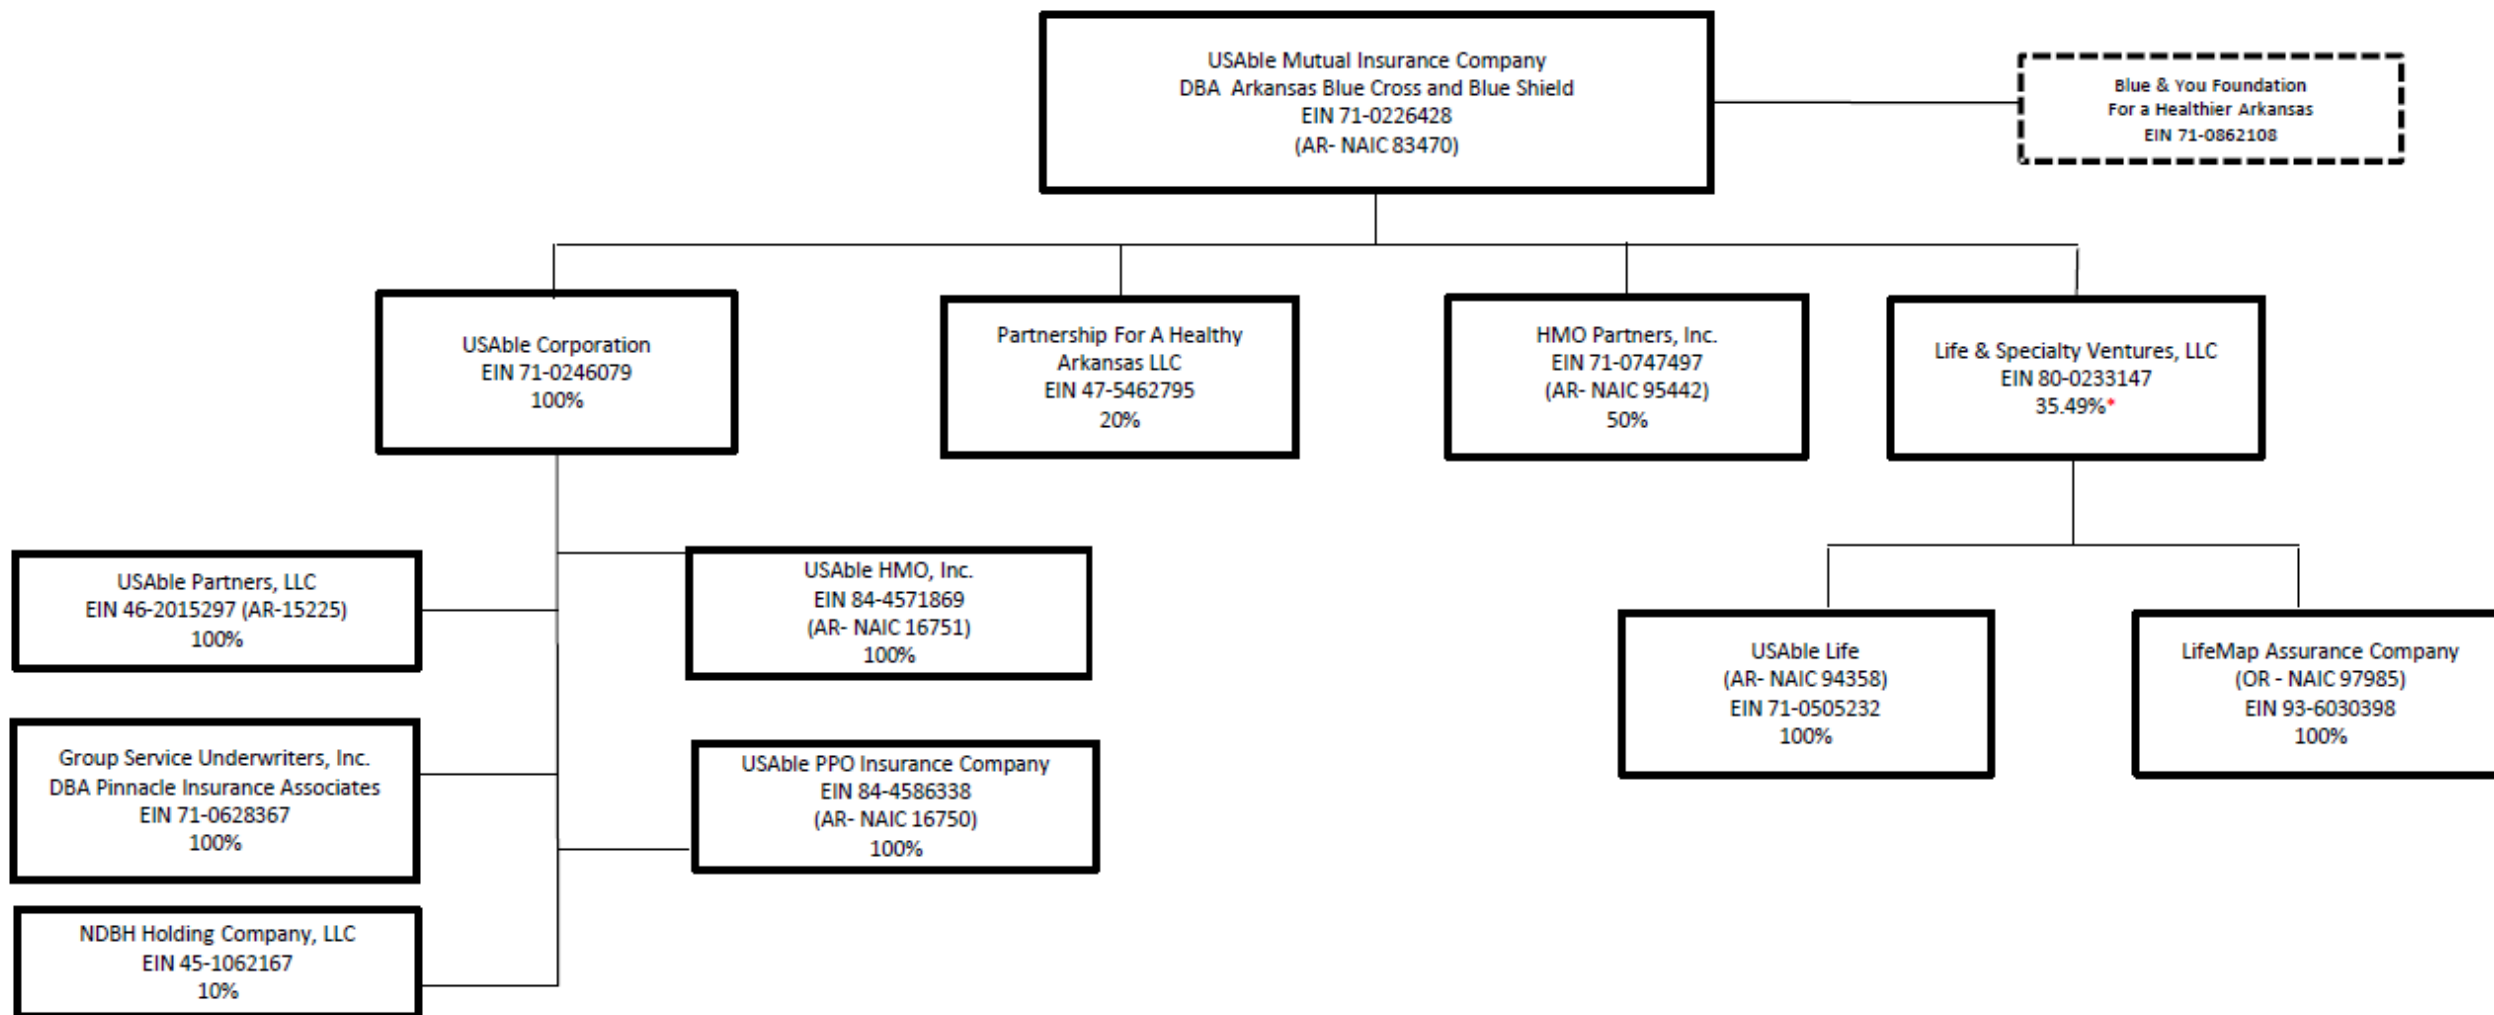 USAble Mutual Insurance Company
DBA Arkansas Blue Cross and Blue Shield
EIN 71-0226428
(AR- NAIC 83470)
Blue & You Foundation
For a Healthier Arkansas
EIN 71-0862108
USAble Corporation
EIN 71-0246079
100%
Partnership For A Healthy
Arkansas LLC
EIN 47-5462795
20%
HMO Partners, Inc.
EIN 71-0747497
(AR- NAIC 95442)
50%
Life & Specialty Ventures, LLC
EIN 80-0233147
35.49%*
USAble Partners, LLC
EIN 46-2015297 (AR-15225)
100%
USAble HMO, Inc.
EIN 84-4571869
(AR- NAIC 16751)
100%
USAble Life
(AR- NAIC 94358)
EIN 71-0505232
100%
LifeMap Assurance Company
(OR - NAIC 97985)
EIN 93-6030398
100%
Group Service Underwriters, Inc.
DBA Pinnacle Insurance Associates
EIN 71-0628367
100%
USAble PPO Insurance Company
EIN 84-4586338
(AR- NAIC 16750)
100%
NDBH Holding Company, LLC
EIN 45-1062167
10%